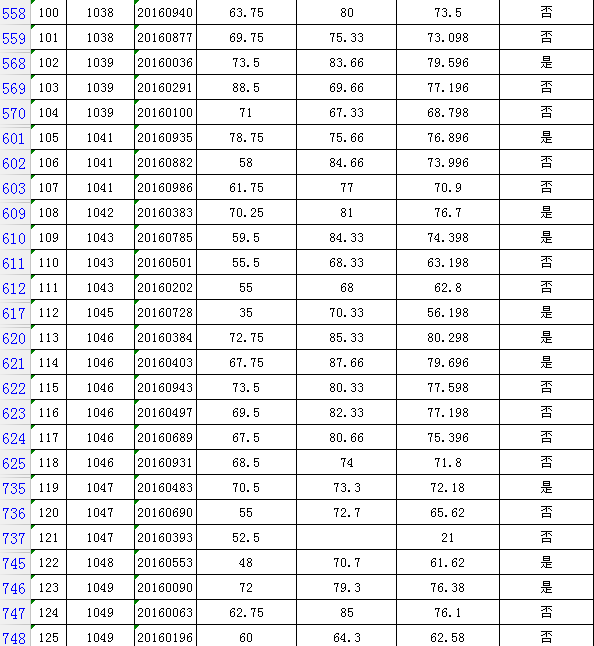 558 100 1038 20160940 63.75 80 73.5 否
559 101 1038 20160877 69.75 75.33 73.098 否
568 102 1039 20160036 73.5 83.66 79.596 是
569 103 1039 20160291 88.5 69.66 77.196 否
570 104 1039 20160100 71 67.33 68.798 否
601 105 1041 20160935 78.75 75.66 76.896 是
602 106 1041 20160882 58 84.66 73.996 否
603 107 1041 20160986 61.75 77 70.9 否
609 108 1042 20160383 70.25 81 76.7 是
610 109 1043 20160785 59.5 84.33 74.398 是
611 110 1043 20160501 55.5 68.33 63.198 否
612 111 1043 20160202 55 68 62.8 否
617 112 1045 20160728 35 70.33 56.198 是
620 113 1046 20160384 72.75 85.33 80.298 是
621 114 1046 20160403 67.75 87.66 79.696 是
622 115 1046 20160943 73.5 80.33 77.598 否
623 116 1046 20160497 69.5 82.33 77.198 否
624 117 1046 20160689 67.5 80.66 75.396 否
625 118 1046 20160931 68.5 74 71.8 否
735 119 1047 20160483 70.5 73.3 72.18 是
736 120 1047 20160690 55 72.7 65.62 否
737 121 1047 20160393 52.5 21 否
745 122 1048 20160553 48 70.7 61.62 是
746 123 1049 20160090 72 79.3 76.38 是
747 124 1049 20160063 62.75 85 76.1 否
748 125 1049 20160196 60 64.3 62.58 否